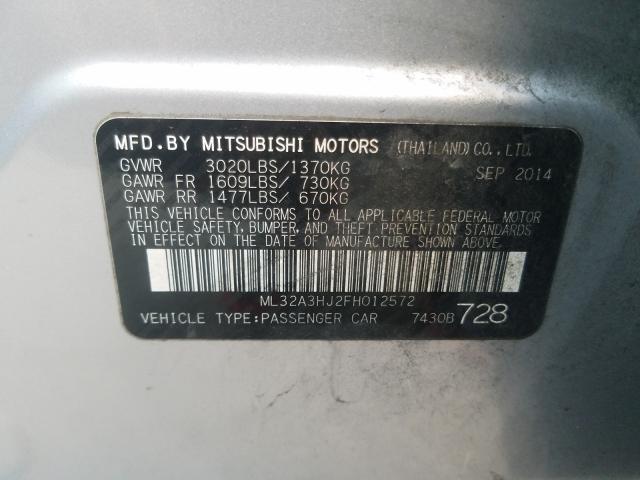 MFD.BY MITSUBISHI MOTORS (THAILAND) CO., LTD.
GVWR 3020LBS/1370KG SEP 2014
GAWR FR 1609LBS/ 730KG
GAWR RR 1477LBS/ 670KG
THIS VEHICLE CONFORMS TO ALL APPLICABLE FEDERAL MOTOR
VEHICLE SAFETY, BUMPER, AND THEFT PREVENTION STANDARDS
IN EFFECT ON THE DATE OF MANUFACTURE SHOWN ABOVE.
ML32A3HJ2FH012572
VEHICLE TYPE:PASSENGER CAR 7430B 728